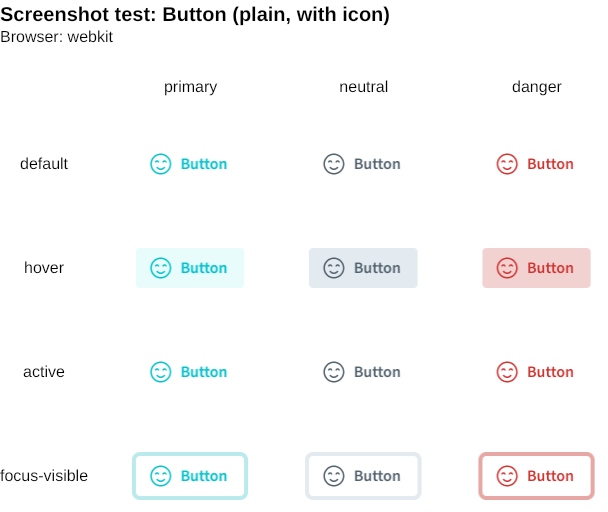 Screenshot test: Button (plain, with icon)
Browser: webkit
primary neutral danger
default Button Button Button
hover Button Button Button
active Button Button Button
focus-visible Button Button Button